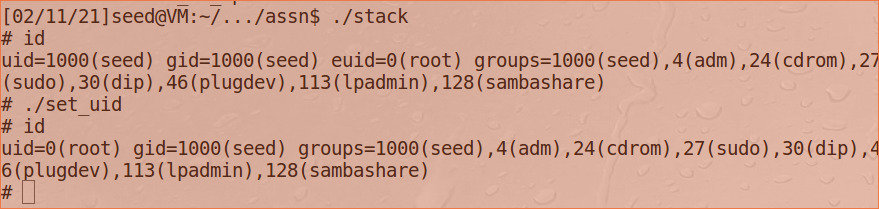 [02/11/21]seed@VM:~/.../assn$ ./stack
# id
uid=1000(seed) gid=1000(seed) euid=0(root) groups=1000(seed),4(adm),24(cdrom),27
(sudo),30(dip),46(plugdev),113(lpadmin),128(sambashare)
# ./set_uid
# id
uid=0(root) gid=1000(seed) groups=1000(seed),4(adm),24(cdrom),27(sudo),30(dip),4
6(plugdev),113(lpadmin),128(sambashare)
#